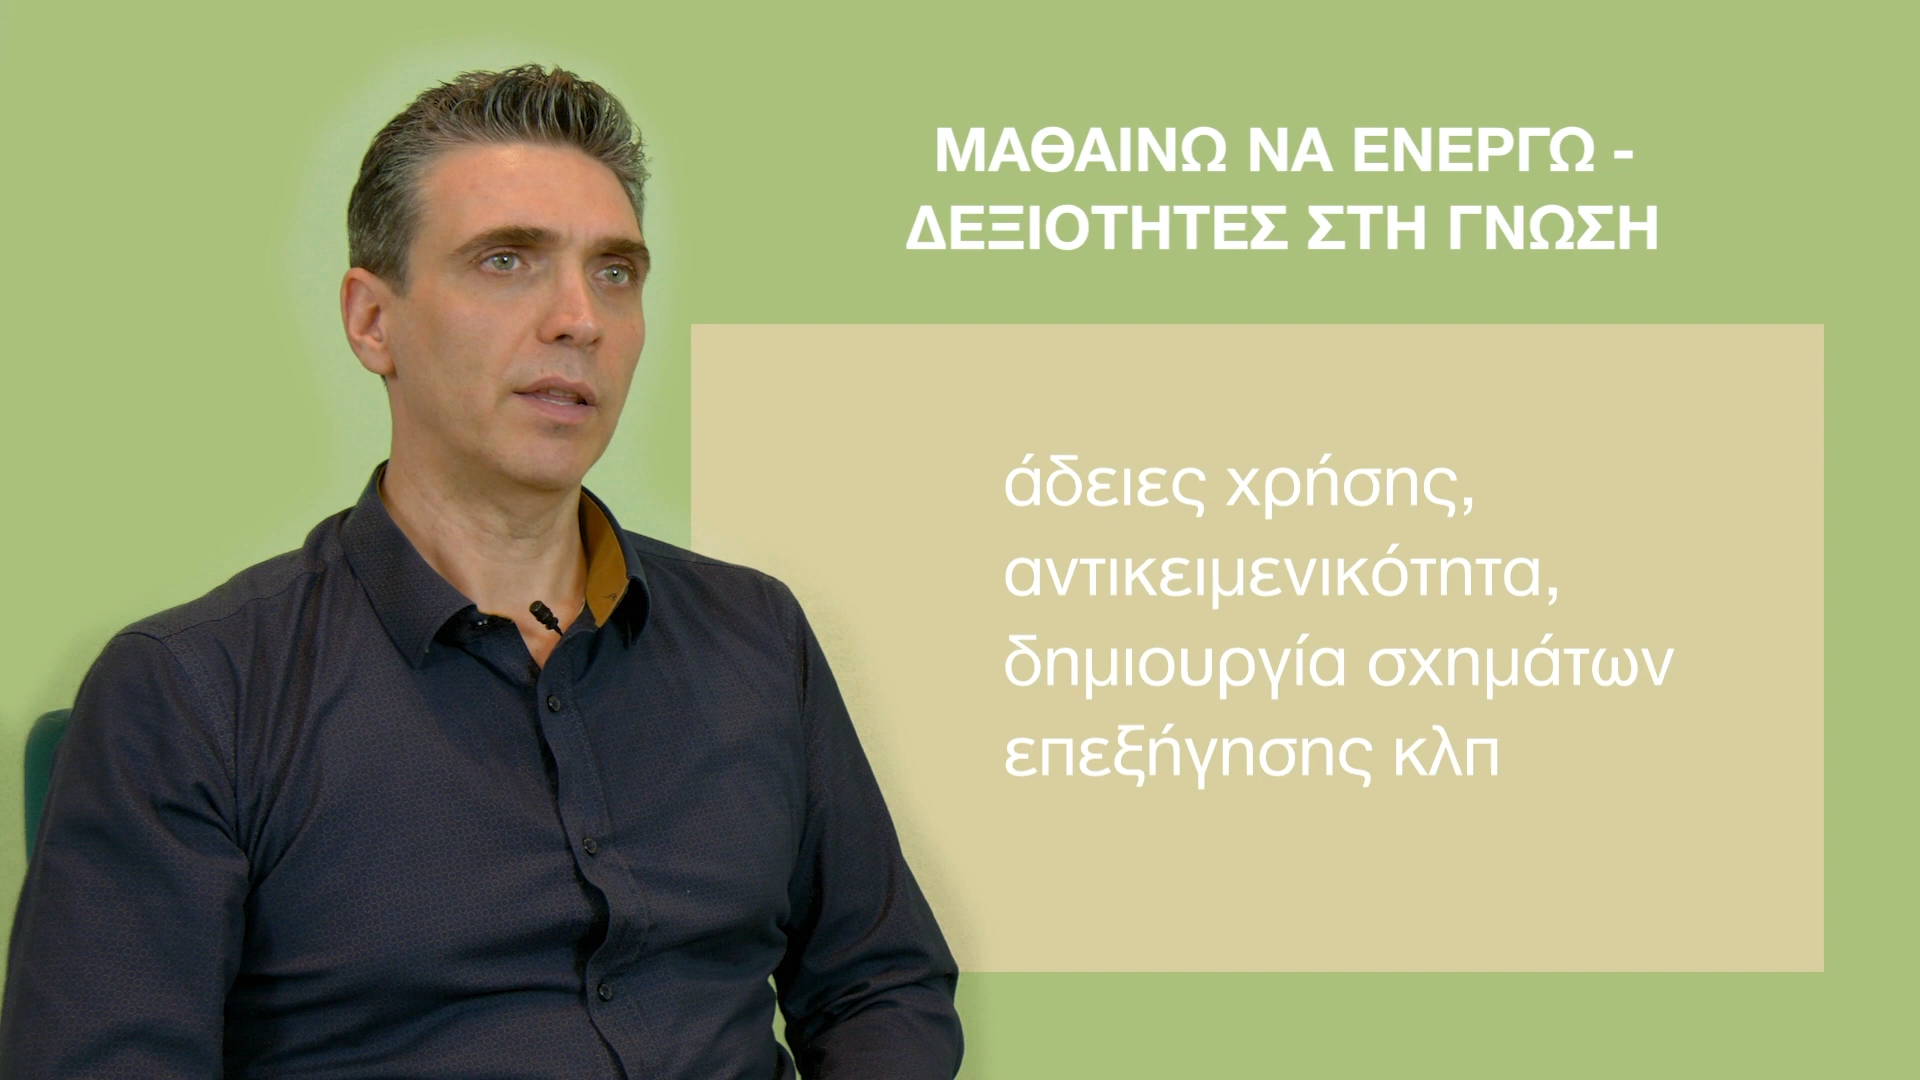 ΜΑΘΑΙΝΩ ΝΑ ΕΝΕΡΓΩ -
ΔΕΞΙΟΤΗΤΕΣ ΣΤΗ ΓΝΩΣΗ
άδειες χρήσης,
αντικειμενικότητα,
δημιουργία σχημάτων
επεξήγησης κλπ